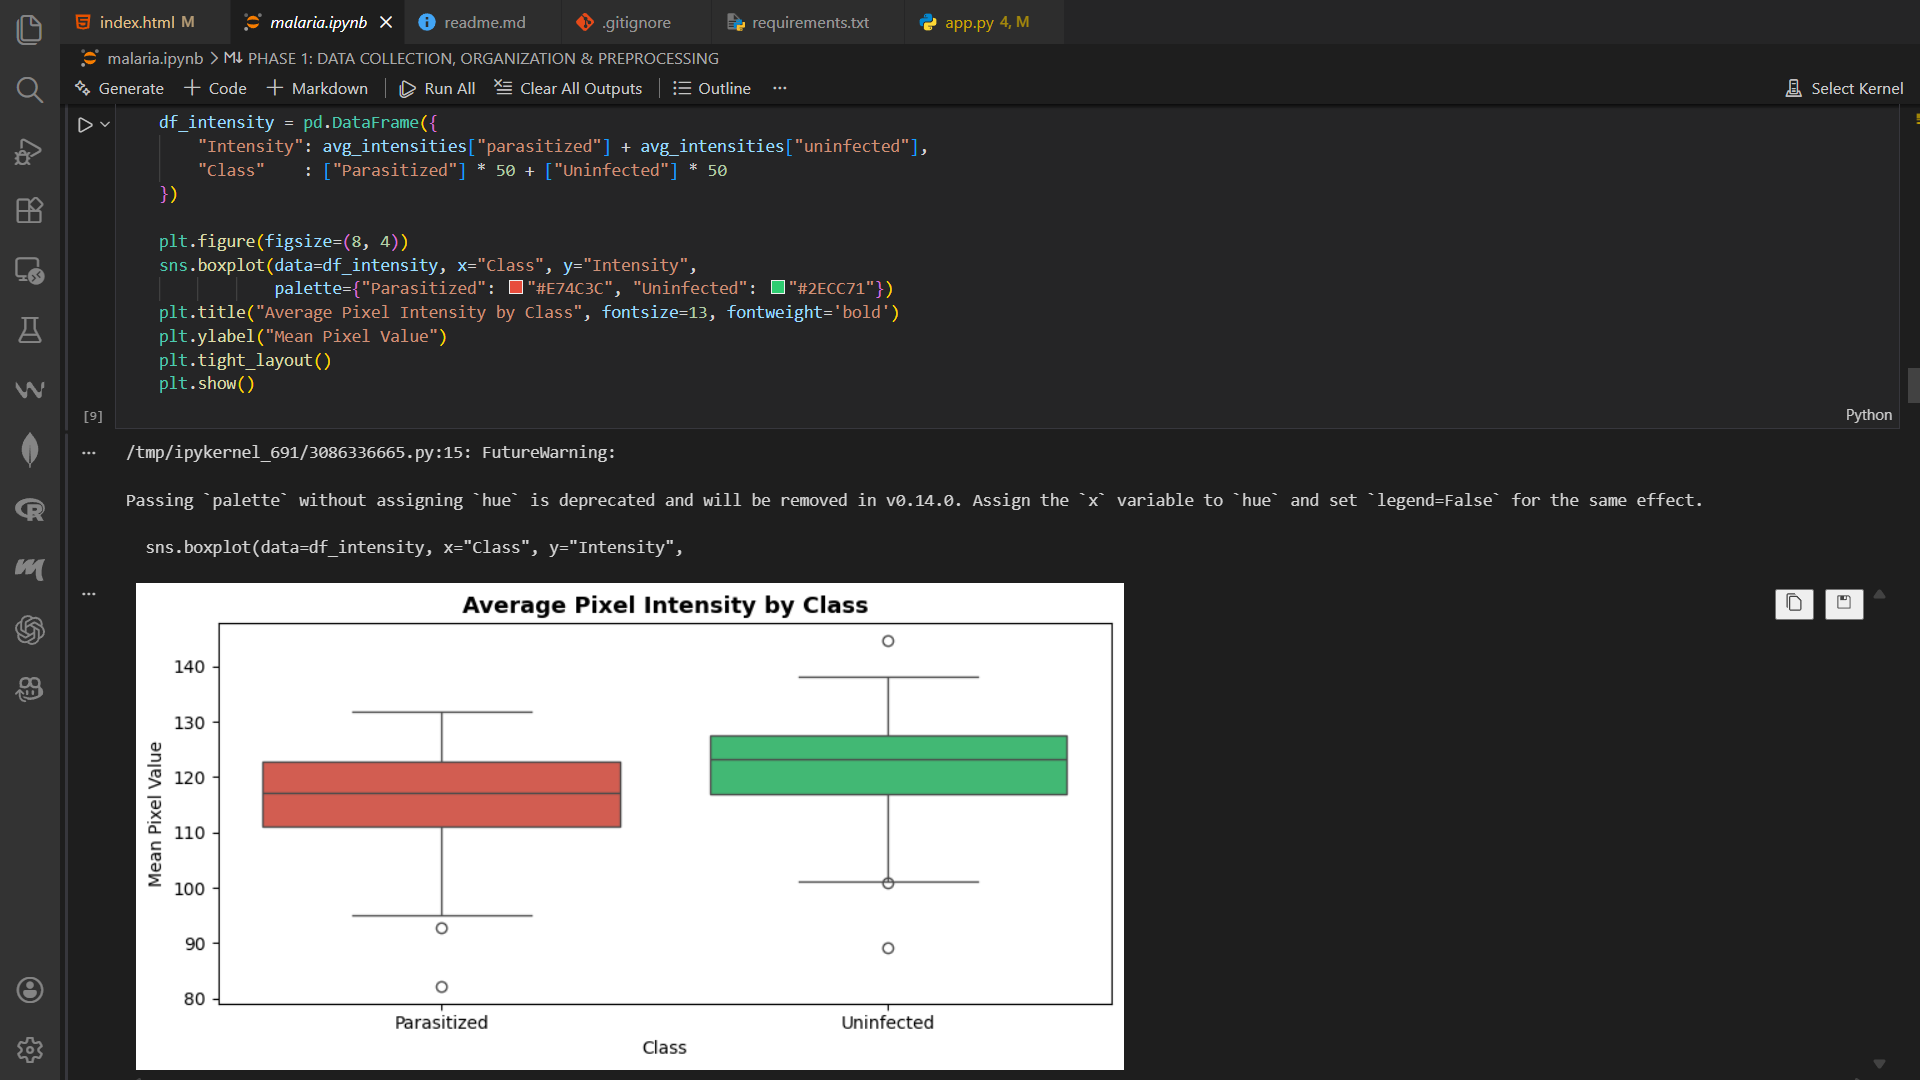 index.html M
malaria.ipynb
readme.md
.gitignore
requirements.txt
app.py 4, M
malaria.ipynb > M↓ PHASE 1: DATA COLLECTION, ORGANIZATION & PREPROCESSING
Generate + Code + Markdown Run All Clear All Outputs Outline ... Select Kernel
df_intensity = pd.DataFrame({
"Intensity": avg_intensities["parasitized"] + avg_intensities["uninfected"],
"Class"    : ["Parasitized"] * 50 + ["Uninfected"] * 50
})
plt.figure(figsize=(8, 4))
sns.boxplot(data=df_intensity, x="Class", y="Intensity",
palette={"Parasitized": "#E74C3C", "Uninfected": "#2ECC71"})
plt.title("Average Pixel Intensity by Class", fontsize=13, fontweight='bold')
plt.ylabel("Mean Pixel Value")
plt.tight_layout()
plt.show()
[9]
Python
/tmp/ipykernel_691/3086336665.py:15: FutureWarning:
Passing `palette` without assigning `hue` is deprecated and will be removed in v0.14.0. Assign the `x` variable to `hue` and set `legend=False` for the same effect.
sns.boxplot(data=df_intensity, x="Class", y="Intensity",
Average Pixel Intensity by Class
140
130
120
110
100
90
80
Mean Pixel Value
Parasitized
Uninfected
Class